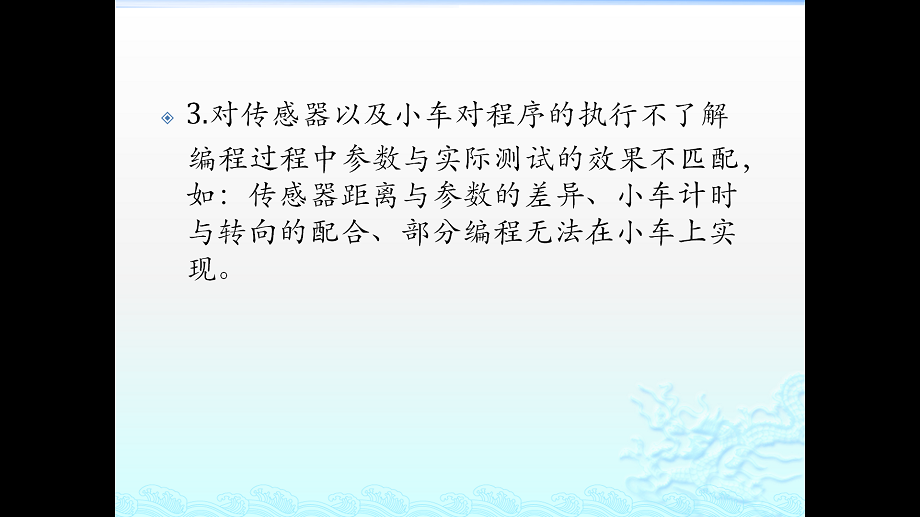 3.对传感器以及小车对程序的执行不了解
编程过程中参数与实际测试的效果不匹配，
如：传感器距离与参数的差异、小车计时
与转向的配合、部分编程无法在小车上实
现。